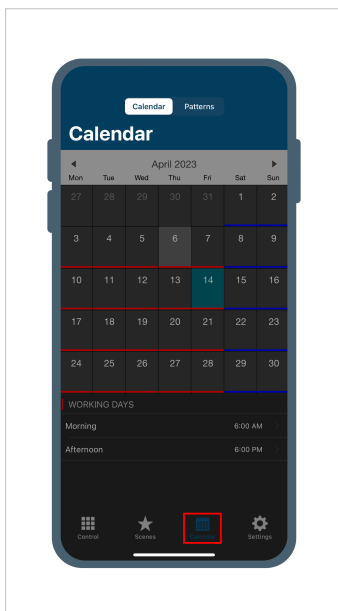 Calendar Patterns
Calendar
April 2023
Mon Tue Wed Thu Fri Sat Sun
27 28 29 30 31 1 2
3 4 5 6 7 8 9
10 11 12 13 14 15 16
17 18 19 20 21 22 23
24 25 26 27 28 29 30
WORKING DAYS
Morning 6:00 AM
Afternoon 6:00 PM
Control Scenes Calendar Settings